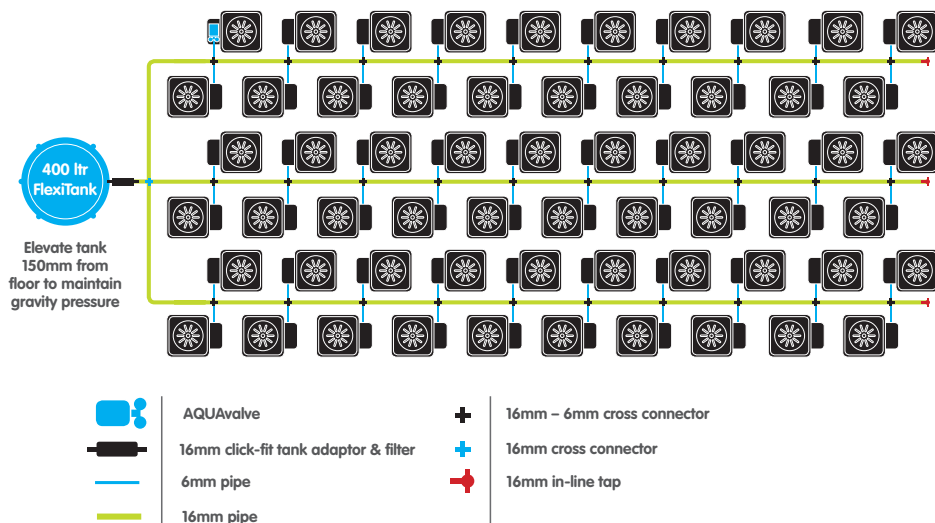 400 ltr
FlexiTank
Elevate tank
150mm from
floor to maintain
gravity pressure
AQUAvalve
16mm click-fit tank adaptor & filter
6mm pipe
16mm pipe
16mm – 6mm cross connector
16mm cross connector
16mm in-line tap